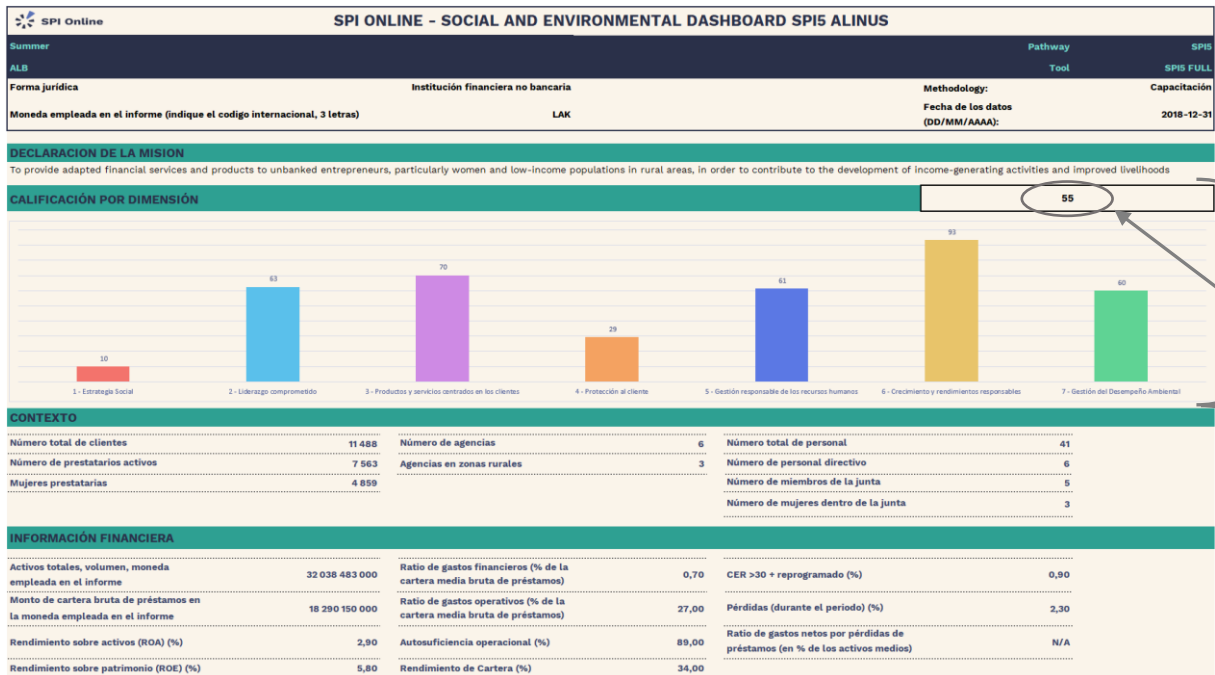 SPI Online
SPI ONLINE - SOCIAL AND ENVIRONMENTAL DASHBOARD SPI5 ALINUS
Summer Pathway SPI5
ALB Tool SPI5 FULL
Forma jurídica Institución financiera no bancaria Methodology: Capacitación
Moneda empleada en el informe (indique el codigo internacional, 3 letras) LAK Fecha de los datos (DD/MM/AAAA): 2018-12-31
DECLARACION DE LA MISION
To provide adapted financial services and products to unbanked entrepreneurs, particularly women and low-income populations in rural areas, in order to contribute to the development of income-generating activities and improved livelihoods
CALIFICACIÓN POR DIMENSIÓN 55
10
63
70
29
61
93
60
1 - Estrategia Social
2 - Liderazgo comprometido
3 - Productos y servicios centrados en los clientes
4 - Protección al cliente
5 - Gestión responsable de los recursos humanos
6 - Crecimiento y rendimientos responsables
7 - Gestión del Desempeño Ambiental
CONTEXTO
Número total de clientes 11 488
Número de prestatarios activos 7 563
Mujeres prestatarias 4 859
Número de agencias 6
Agencias en zonas rurales 3
Número total de personal 41
Número de personal directivo 6
Número de miembros de la junta 5
Número de mujeres dentro de la junta 3
INFORMACIÓN FINANCIERA
Activos totales, volumen, moneda
empleada en el informe 32 038 483 000
Monto de cartera bruta de préstamos en
la moneda empleada en el informe 18 290 150 000
Rendimiento sobre activos (ROA) (%) 2,90
Rendimiento sobre patrimonio (ROE) (%) 5,80
Ratio de gastos financieros (% de la
cartera media bruta de préstamos) 0,70
Ratio de gastos operativos (% de la
cartera media bruta de préstamos) 27,00
Autosuficiencia operacional (%) 89,00
Rendimiento de Cartera (%) 34,00
CER >30 + reprogramado (%) 0,90
Pérdidas (durante el periodo) (%) 2,30
Ratio de gastos netos por pérdidas de
préstamos (en % de los activos medios) N/A